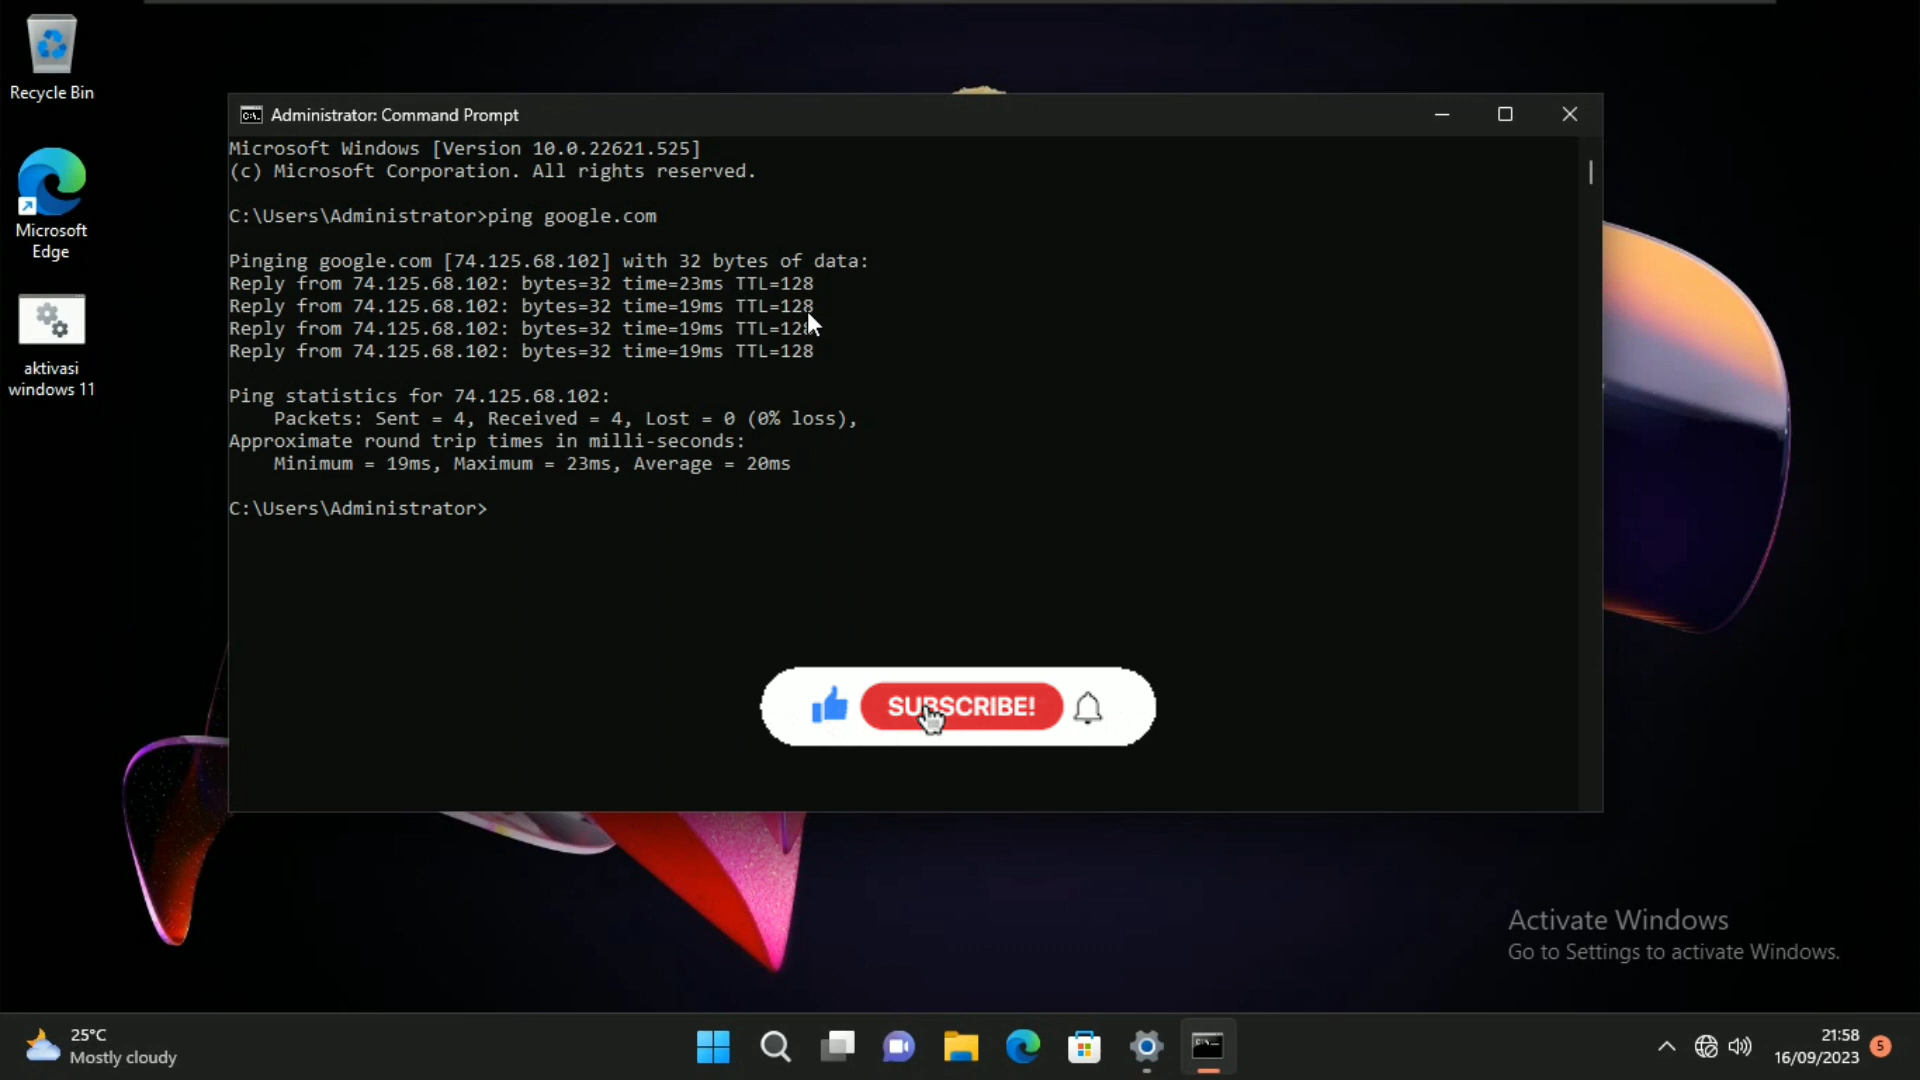 Recycle Bin
Microsoft
Edge
aktivasi
windows 11
Administrator: Command Prompt
Microsoft Windows [Version 10.0.22621.525]
(c) Microsoft Corporation. All rights reserved.
C:\Users\Administrator>ping google.com
Pinging google.com [74.125.68.102] with 32 bytes of data:
Reply from 74.125.68.102: bytes=32 time=23ms TTL=128
Reply from 74.125.68.102: bytes=32 time=19ms TTL=128
Reply from 74.125.68.102: bytes=32 time=19ms TTL=128
Reply from 74.125.68.102: bytes=32 time=19ms TTL=128
Ping statistics for 74.125.68.102:
Packets: Sent = 4, Received = 4, Lost = 0 (0% loss),
Approximate round trip times in milli-seconds:
Minimum = 19ms, Maximum = 23ms, Average = 20ms
C:\Users\Administrator>
SUBSCRIBE!
Activate Windows
Go to Settings to activate Windows.
25°C
Mostly cloudy
21:58
16/09/2023
5